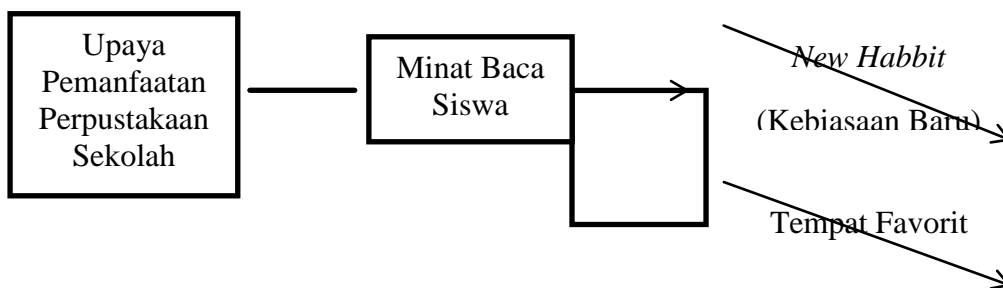 Upaya
Pemanfaatan
Perpustakaan
Sekolah
Minat Baca
Siswa
New Habbit
(Kebiasaan Baru)
Tempat Favorit